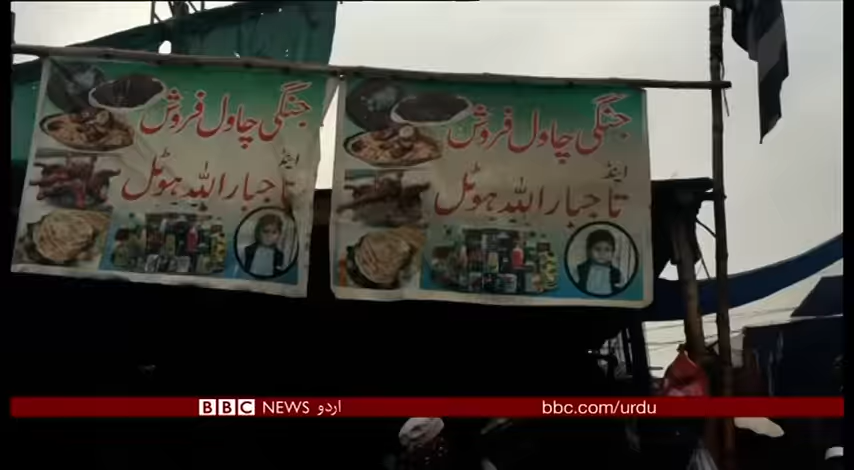 جنگی چاول فروش
اینڈ
تاجبار اللہ ہوٹل
جنگی چاول فروش
اینڈ
تاجبار اللہ ہوٹل
BBC NEWS اردو
bbc.com/urdu